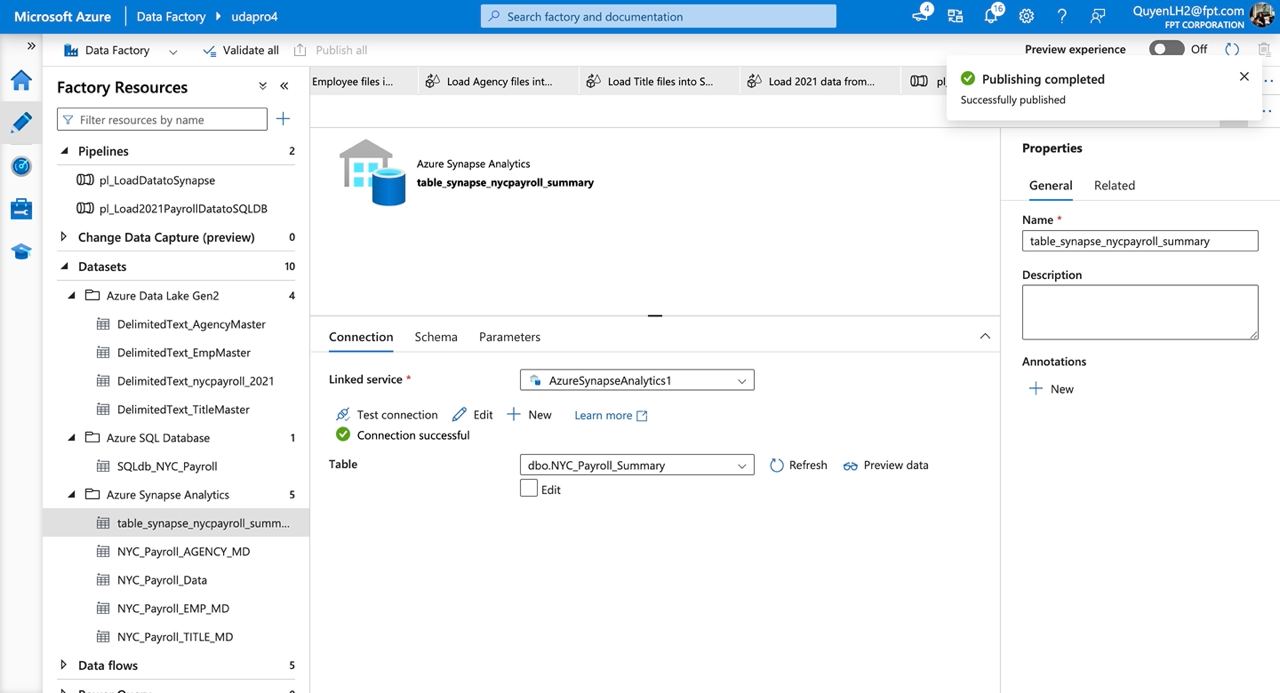 Microsoft Azure
Data Factory
udapro4
Search factory and documentation
4
16
QuyenLH2@fpt.com
FPT CORPORATION
Data Factory
Validate all
Publish all
Preview experience
Off
Publishing completed
Successfully published
Factory Resources
Filter resources by name
Pipelines 2
pl_LoadDatatoSynapse
pl_Load2021PayrollDatatoSQLDB
Change Data Capture (preview) 0
Datasets 10
Azure Data Lake Gen2 4
DelimitedText_AgencyMaster
DelimitedText_EmpMaster
DelimitedText_nycpayroll_2021
DelimitedText_TitleMaster
Azure SQL Database 1
SQLdb_NYC_Payroll
Azure Synapse Analytics 5
table_synapse_nycpayroll_summ...
NYC_Payroll_AGENCY_MD
NYC_Payroll_Data
NYC_Payroll_EMP_MD
NYC_Payroll_TITLE_MD
Data flows 5
Employee files i...
Load Agency files int...
Load Title files into S...
Load 2021 data from...
Azure Synapse Analytics
table_synapse_nycpayroll_summary
Connection
Schema
Parameters
Linked service *
AzureSynapseAnalytics1
Test connection
Edit
New
Learn more
Connection successful
Table
dbo.NYC_Payroll_Summary
Refresh
Preview data
Edit
Properties
General
Related
Name *
table_synapse_nycpayroll_summary
Description
Annotations
New